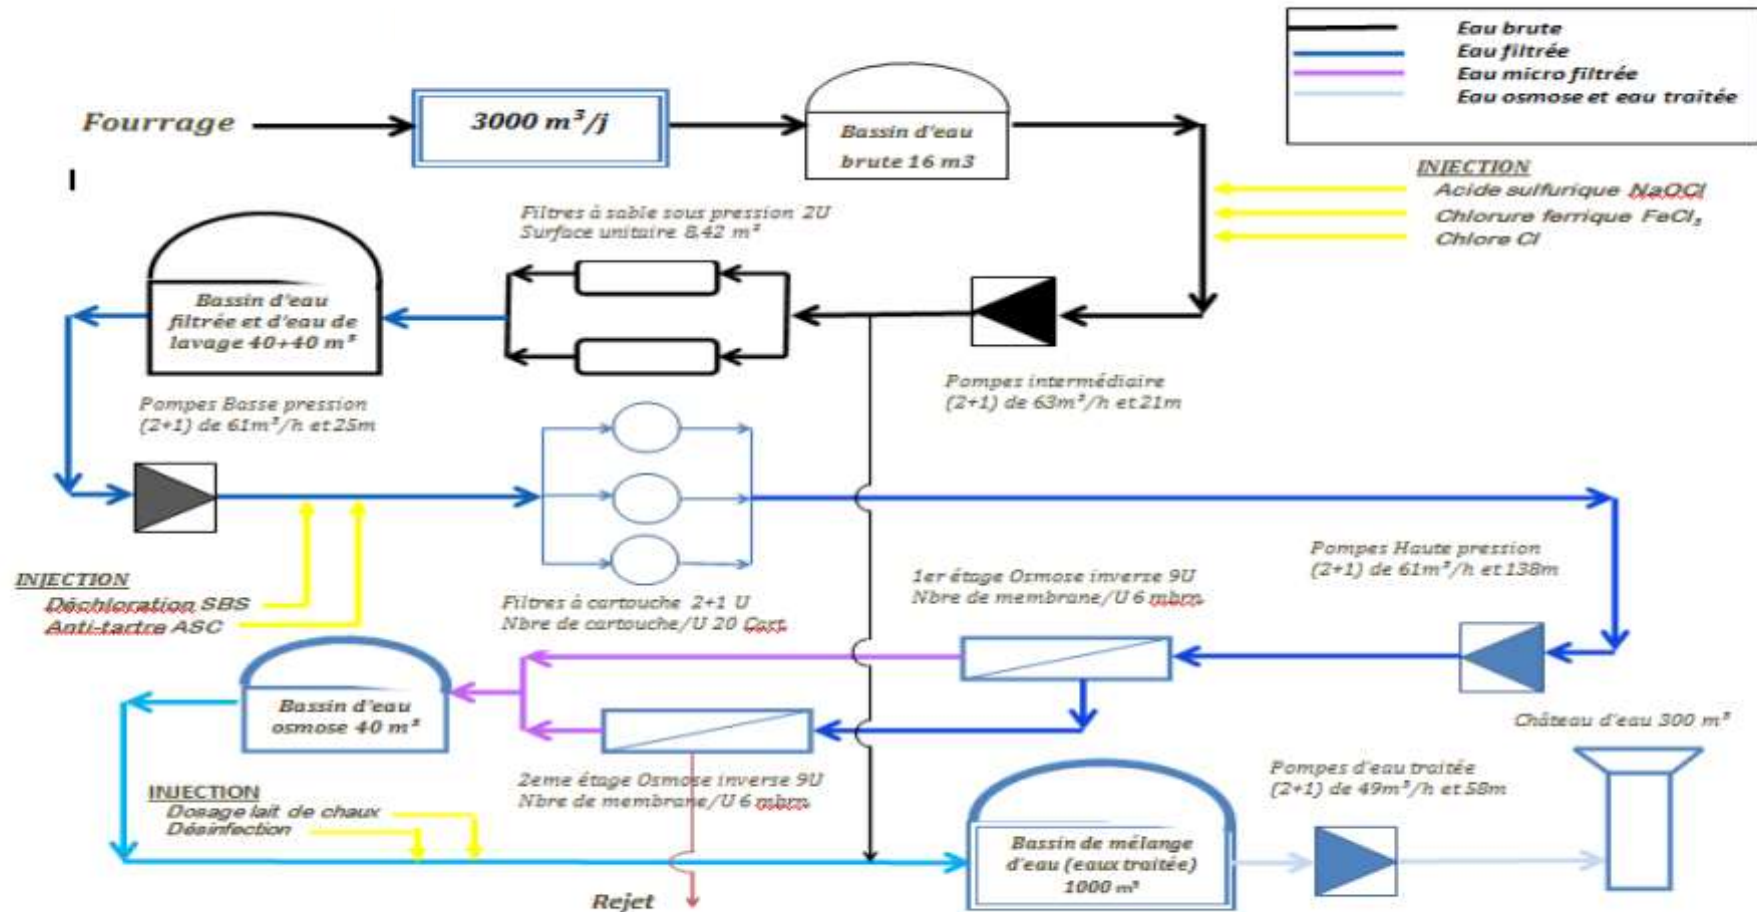 Eau brute
Eau filtrée
Eau micro filtrée
Eau osmose et eau traitée
Fourrage
3000 m³/j
Bassin d'eau
brute 16 m3
INJECTION
Acide sulfurique NaOCl
Chlorure ferrique FeCl₃
Chlore Cl
Filtres à sable sous pression 2U
Surface unitaire 8,42 m²
Bassin d'eau
filtrée et d'eau de
lavage 40+40 m³
Pompes intermédiaire
(2+1) de 63m³/h et 21m
Pompes Basse pression
(2+1) de 61m³/h et 25m
INJECTION
Déchloration SBS
Anti-tartre ASC
Filtres à cartouche 2+1 U
Nbre de cartouche/U 20 Cart
Pompes Haute pression
(2+1) de 61m³/h et 138m
1er étage Osmose inverse 9U
Nbre de membrane/U 6 mbrn
Bassin d'eau
osmose 40 m³
2eme étage Osmose inverse 9U
Nbre de membrane/U 6 mbrn
Château d'eau 300 m³
Pompes d'eau traitée
(2+1) de 49m³/h et 58m
INJECTION
Dosage lait de chaux
Désinfection
Bassin de mélange
d'eau (eaux traitée)
1000 m³
Rejet